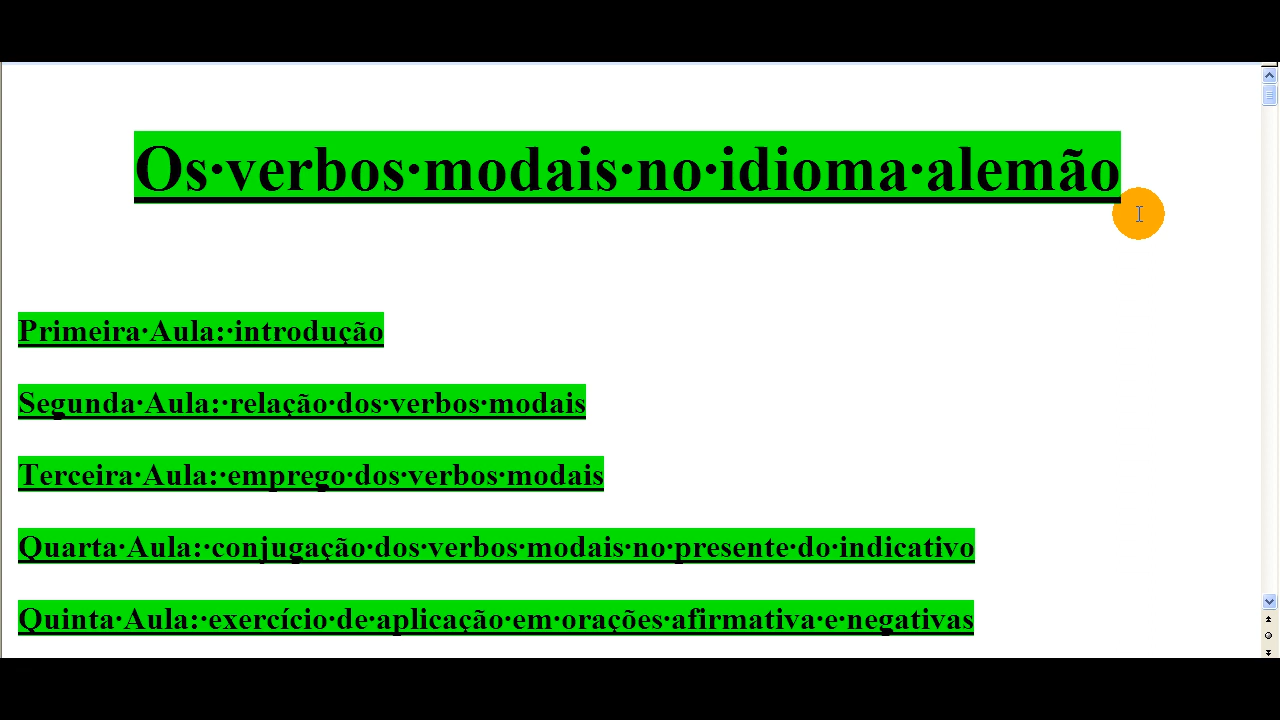 Os·verbos·modais·no·idioma·alemão
Primeira·Aula:·introdução
Segunda·Aula:·relação·dos·verbos·modais
Terceira·Aula:·emprego·dos·verbos·modais
Quarta·Aula:·conjugação·dos·verbos·modais·no·presente·do·indicativo
Quinta·Aula:·exercício·de·aplicação·em·orações·afirmativa·e·negativas